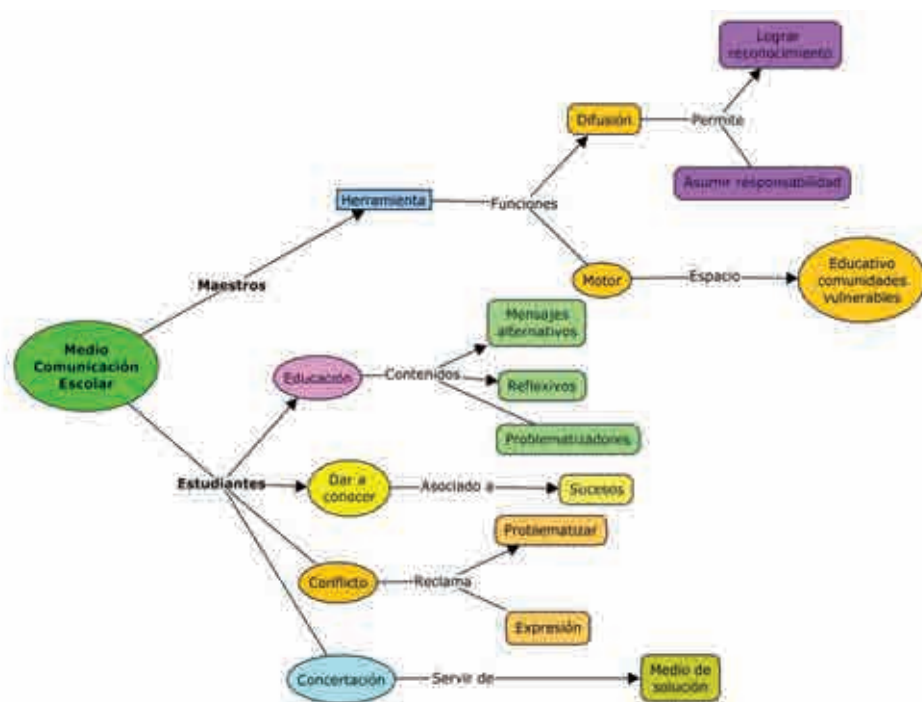 Lograr
reconocimiento
Difusión
Permite
Asumir responsabilidad
Herramienta
Funciones
Motor
Espacio
Educativo
comunidades
vulnerables
Maestros
Medio
Comunicación
Escolar
Estudiantes
Educación
Contenidos
Mensajes
alternativos
Reflexivos
Problematizadores
Dar a
conocer
Asociado a
Sucesos
Conflicto
Reclama
Problematizar
Expresión
Concertación
Servir de
Medio de
solución